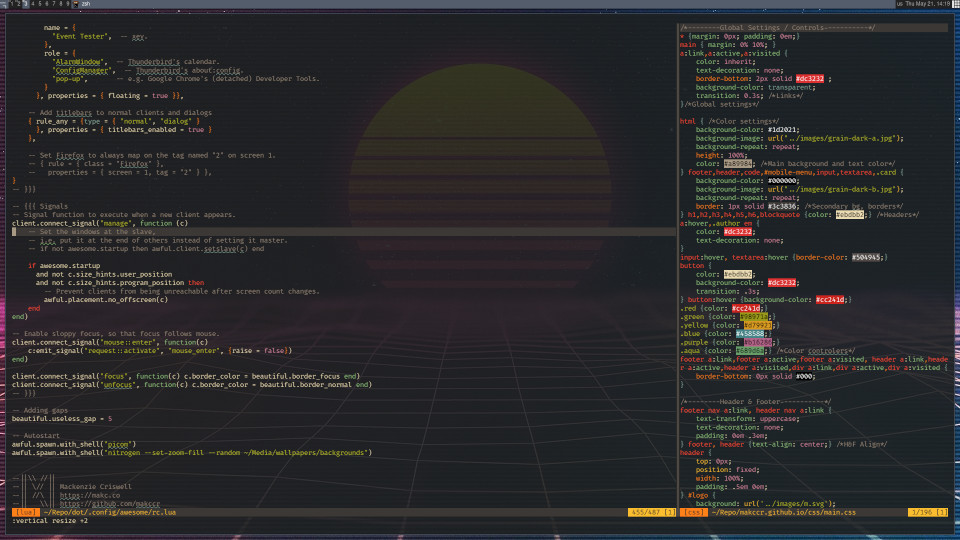 1 2 3 4 5 6 7 8 9 zsh
us Thu May 21, 14:19
name = {
"Event Tester", -- xev.
},
role = {
"AlarmWindow", -- Thunderbird's calendar.
"ConfigManager", -- Thunderbird's about:config.
"pop-up", -- e.g. Google Chrome's (detached) Developer Tools.
}
}, properties = { floating = true }},
-- Add titlebars to normal clients and dialogs
{ rule_any = {type = { "normal", "dialog" }
}, properties = { titlebars_enabled = true }
},
-- Set Firefox to always map on the tag named "2" on screen 1.
-- { rule = { class = "Firefox" },
-- properties = { screen = 1, tag = "2" } },
}
-- }}}
-- {{{ Signals
-- Signal function to execute when a new client appears.
client.connect_signal("manage", function (c)
-- Set the windows at the slave,
-- i.e. put it at the end of others instead of setting it master.
-- if not awesome.startup then awful.client.setslave(c) end
if awesome.startup
and not c.size_hints.user_position
and not c.size_hints.program_position then
-- Prevent clients from being unreachable after screen count changes.
awful.placement.no_offscreen(c)
end
end)
-- Enable sloppy focus, so that focus follows mouse.
client.connect_signal("mouse::enter", function(c)
c:emit_signal("request::activate", "mouse_enter", {raise = false})
end)
client.connect_signal("focus", function(c) c.border_color = beautiful.border_focus end)
client.connect_signal("unfocus", function(c) c.border_color = beautiful.border_normal end)
-- }}}
-- Adding gaps
beautiful.useless_gap = 5
-- Autostart
awful.spawn.with_shell("picom")
awful.spawn.with_shell("nitrogen --set-zoom-fill --random ~/Media/wallpapers/backgrounds")
-- ||\\ //||
-- || \// || Mackenzie Criswell
-- || //\ || https://makc.co
-- || \\|| https://github.com/makccr
[lua] ~/Repo/dot/.config/awesome/rc.lua 455/487 [1]
:vertical resize +2
/*--------Global Settings / Controls-----------*/
* {margin: 0px; padding: 0em;}
main { margin: 0% 10%; }
a:link,a:active,a:visited {
color: inherit;
text-decoration: none;
border-bottom: 2px solid #dc3232 ;
background-color: transparent;
transition: 0.3s; /*Links*/
}/*Global settings*/
html { /*Color settings*/
background-color: #1d2021;
background-image: url("../images/grain-dark-a.jpg");
background-repeat: repeat;
height: 100%;
color: #a89984; /*Main background and text color*/
} footer,header,code,#mobile-menu,input,textarea,.card {
background-color: #000000;
background-image: url("../images/grain-dark-b.jpg");
background-repeat: repeat;
border: 1px solid #3c3836; /*Secondary bg, borders*/
} h1,h2,h3,h4,h5,h6,blockquote {color: #ebdbb2;} /*Headers*/
a:hover,.author em {
color: #dc3232;
text-decoration: none;
}
input:hover, textarea:hover {border-color: #504945;}
button {
color: #ebdbb2;
background-color: #dc3232;
transition: .3s;
} button:hover {background-color: #cc241d;}
.red {color: #cc241d;}
.green {color: #98971a;}
.yellow {color: #d79921;}
.blue {color: #458588;}
.purple {color: #b16286;}
.aqua {color: #689d6a;} /*Color controlers*/
footer a:link,footer a:active,footer a:visited, header a:link,heade
r a:active,header a:visited,div a:link,div a:active,div a:visited {
border-bottom: 0px solid #000;
}
/*--------Header & Footer-----------*/
footer nav a:link, header nav a:link {
text-transform: uppercase;
text-decoration: none;
padding: 0em .3em;
} footer, header {text-align: center;} /*H&F Align*/
header {
top: 0px;
position: fixed;
width: 100%;
padding: .5em 0em;
} #logo {
background: url('../images/m.svg');
[css] ~/Repo/makccr.github.io/css/main.css 1/196 [1]